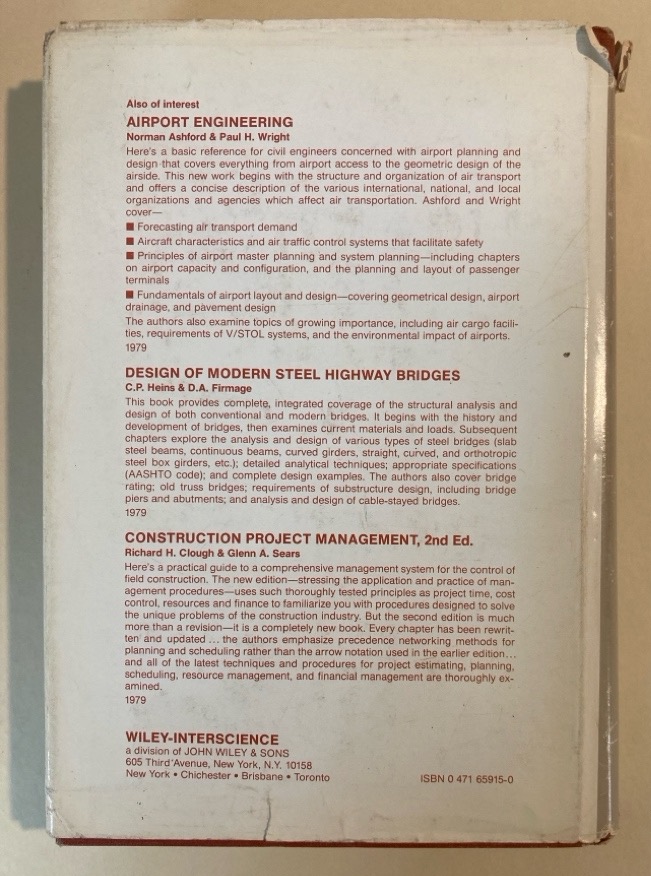 Also of interest
AIRPORT ENGINEERING
Norman Ashford & Paul H. Wright
Here's a basic reference for civil engineers concerned with airport planning and
design that covers everything from airport access to the geometric design of the
airside. This new work begins with the structure and organization of air transport
and offers a concise description of the various international, national, and local
organizations and agencies which affect air transportation. Ashford and Wright
cover—
■ Forecasting air transport demand
■ Aircraft characteristics and air traffic control systems that facilitate safety
■ Principles of airport master planning and system planning—including chapters
on airport capacity and configuration, and the planning and layout of passenger
terminals
■ Fundamentals of airport layout and design—covering geometrical design, airport
drainage, and pavement design
The authors also examine topics of growing importance, including air cargo facili-
ties, requirements of V/STOL systems, and the environmental impact of airports.
1979
DESIGN OF MODERN STEEL HIGHWAY BRIDGES
C.P. Heins & D.A. Firmage
This book provides complete, integrated coverage of the structural analysis and
design of both conventional and modern bridges. It begins with the history and
development of bridges, then examines current materials and loads. Subsequent
chapters explore the analysis and design of various types of steel bridges (slab
steel beams, continuous beams, curved girders, straight, curved, and orthotropic
steel box girders, etc.); detailed analytical techniques; appropriate specifications
(AASHTO code); and complete design examples. The authors also cover bridge
rating; old truss bridges; requirements of substructure design, including bridge
piers and abutments; and analysis and design of cable-stayed bridges.
1979
CONSTRUCTION PROJECT MANAGEMENT, 2nd Ed.
Richard H. Clough & Glenn A. Sears
Here's a practical guide to a comprehensive management system for the control of
field construction. The new edition—stressing the application and practice of man-
agement procedures—uses such thoroughly tested principles as project time, cost
control, resources and finance to familiarize you with procedures designed to solve
the unique problems of the construction industry. But the second edition is much
more than a revision—it is a completely new book. Every chapter has been rewrit-
ten and updated ... the authors emphasize precedence networking methods for
planning and scheduling rather than the arrow notation used in the earlier edition...
and all of the latest techniques and procedures for project estimating, planning,
scheduling, resource management, and financial management are thoroughly ex-
amined.
1979
WILEY-INTERSCIENCE
a division of JOHN WILEY & SONS
605 Third Avenue, New York, N.Y. 10158
New York • Chichester • Brisbane • Toronto
ISBN 0 471 65915-0